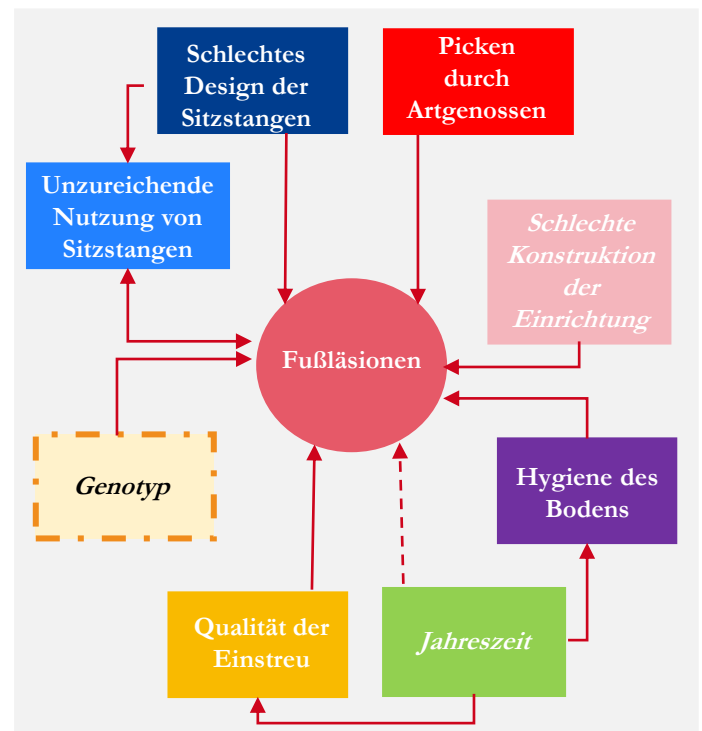 Schlechtes
Design der
Sitzstangen
Picken
durch
Artgenossen
Unzureichende
Nutzung von
Sitzstangen
Schlechte
Konstruktion
der
Einrichtung
Fußläsionen
Genotyp
Hygiene des
Bodens
Qualität der
Einstreu
Jahreszeit